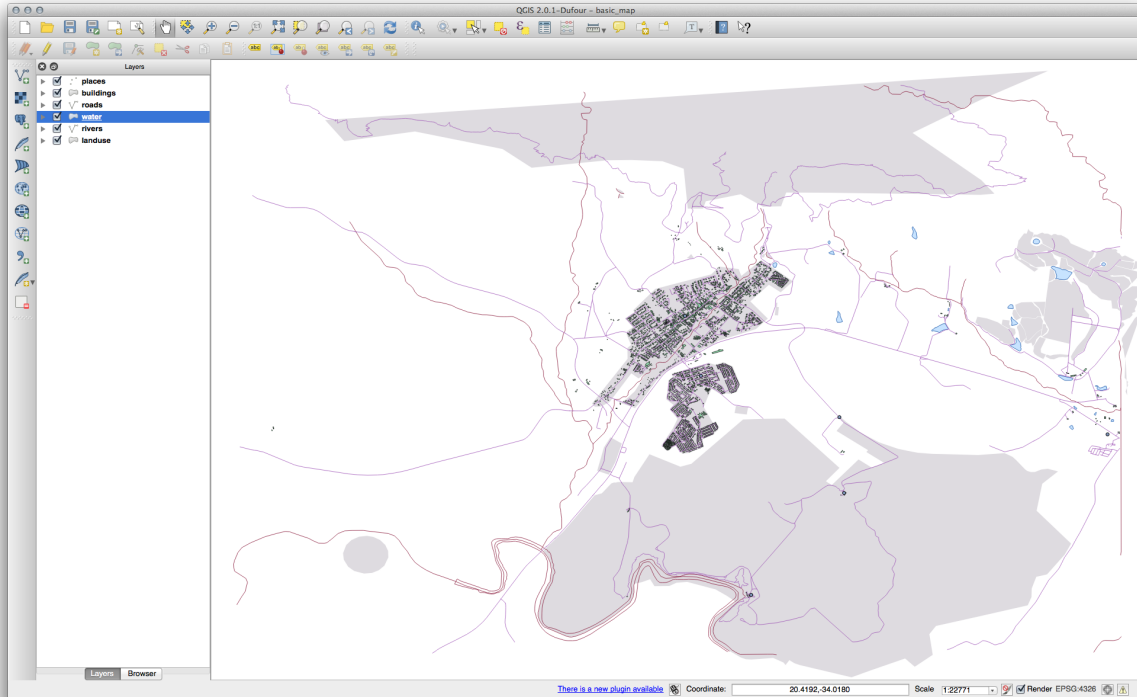 QGIS 2.0.1-Dufour – basic_map
Layers
places
buildings
roads
water
rivers
landuse
Layers Browser
There is a new plugin available Coordinate: 20.4192,-34.0180 Scale 1:22771 Render EPSG:4326